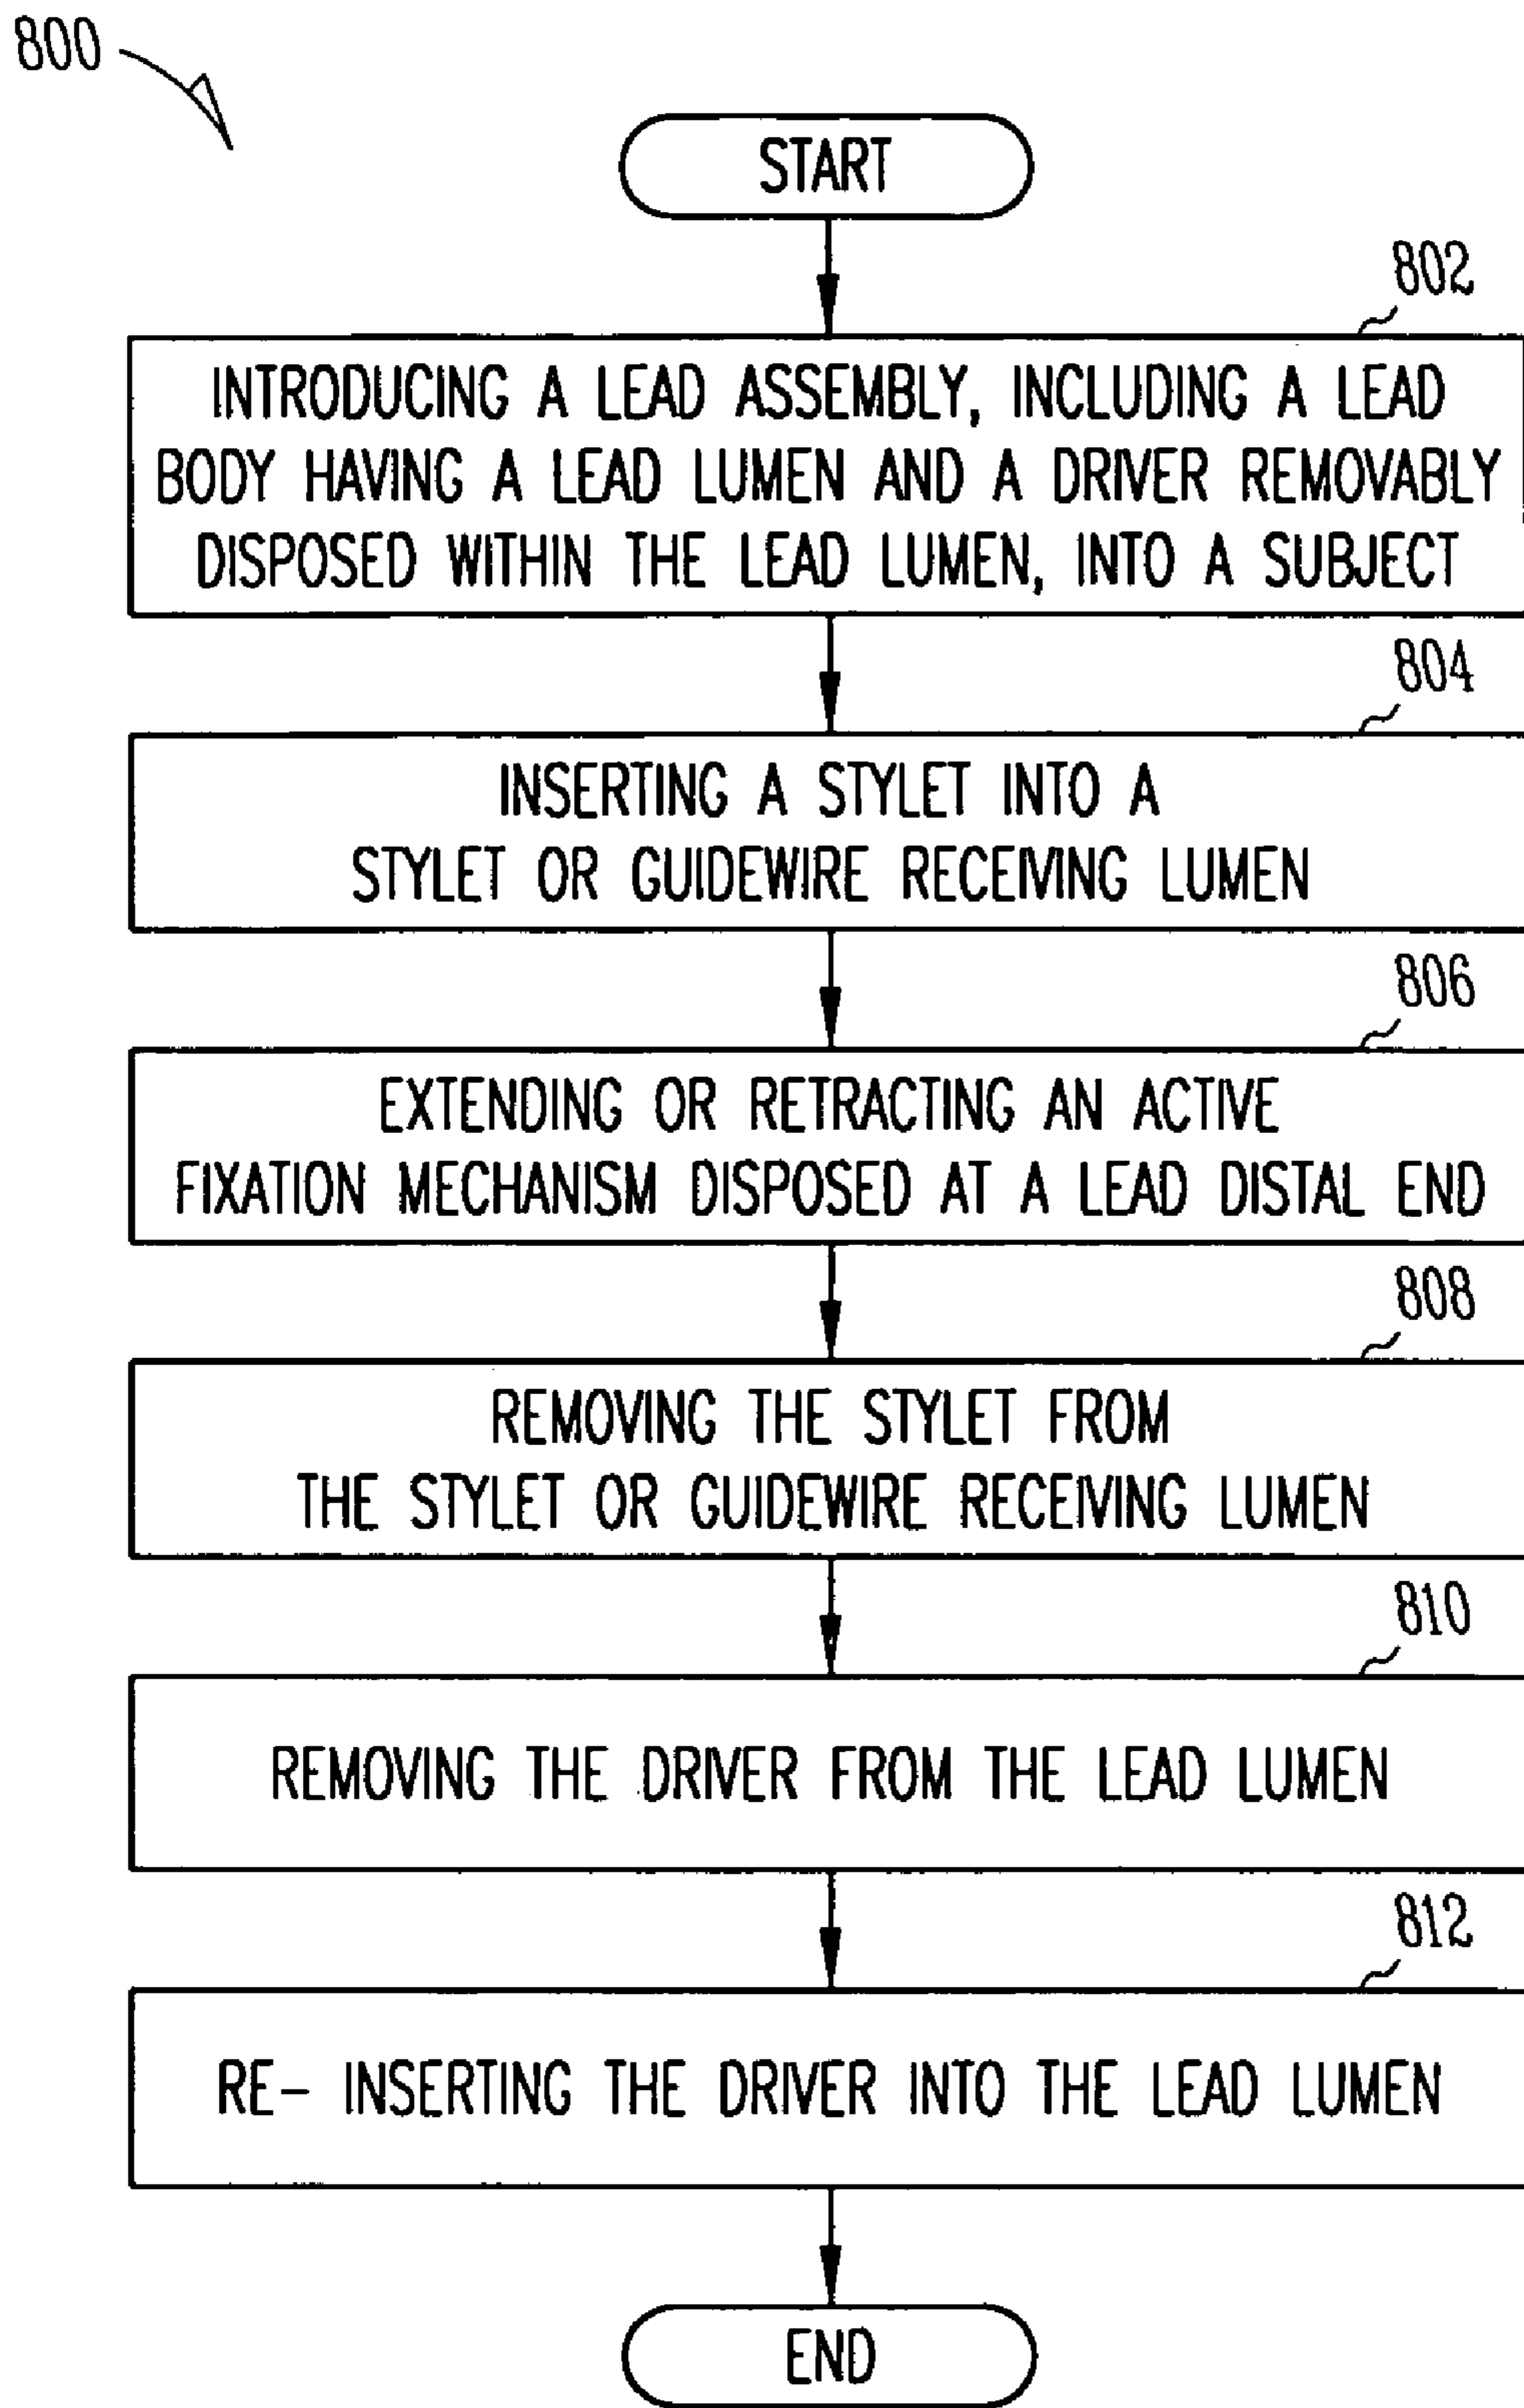 800
START
802
INTRODUCING A LEAD ASSEMBLY, INCLUDING A LEAD
BODY HAVING A LEAD LUMEN AND A DRIVER REMOVABLY
DISPOSED WITHIN THE LEAD LUMEN, INTO A SUBJECT
804
INSERTING A STYLET INTO A
STYLET OR GUIDEWIRE RECEIVING LUMEN
806
EXTENDING OR RETRACTING AN ACTIVE
FIXATION MECHANISM DISPOSED AT A LEAD DISTAL END
808
REMOVING THE STYLET FROM
THE STYLET OR GUIDEWIRE RECEIVING LUMEN
810
REMOVING THE DRIVER FROM THE LEAD LUMEN
812
RE- INSERTING THE DRIVER INTO THE LEAD LUMEN
END